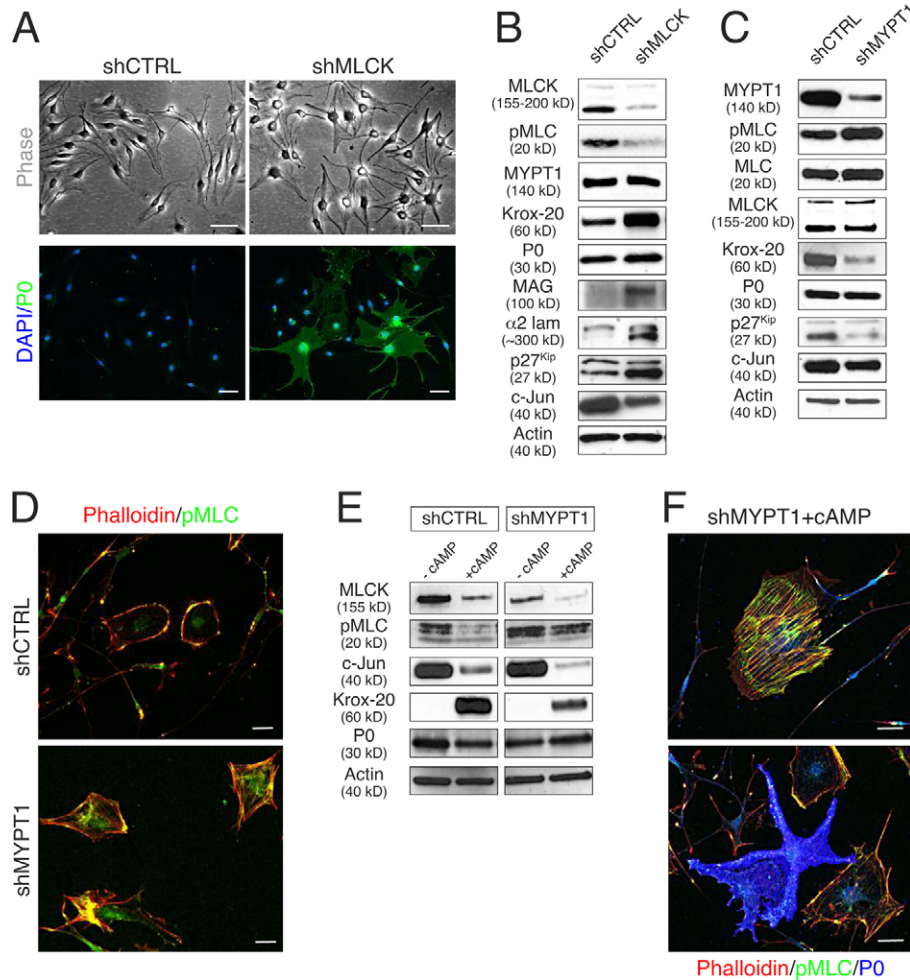 A
shCTRL
shMLCK
Phase
DAPI/P0
B
shCTRL
shMLCK
MLCK
(155-200 kD)
pMLC
(20 kD)
MYPT1
(140 kD)
Krox-20
(60 kD)
P0
(30 kD)
MAG
(100 kD)
α2 lam
(~300 kD)
p27Kip
(27 kD)
c-Jun
(40 kD)
Actin
(40 kD)
C
shCTRL
shMYPT1
MYPT1
(140 kD)
pMLC
(20 kD)
MLC
(20 kD)
MLCK
(155-200 kD)
Krox-20
(60 kD)
P0
(30 kD)
p27Kip
(27 kD)
c-Jun
(40 kD)
Actin
(40 kD)
D
Phalloidin/pMLC
shCTRL
shMYPT1
E
shCTRL
shMYPT1
- cAMP
+cAMP
- cAMP
+cAMP
MLCK
(155 kD)
pMLC
(20 kD)
c-Jun
(40 kD)
Krox-20
(60 kD)
P0
(30 kD)
Actin
(40 kD)
F
shMYPT1+cAMP
Phalloidin/pMLC/P0